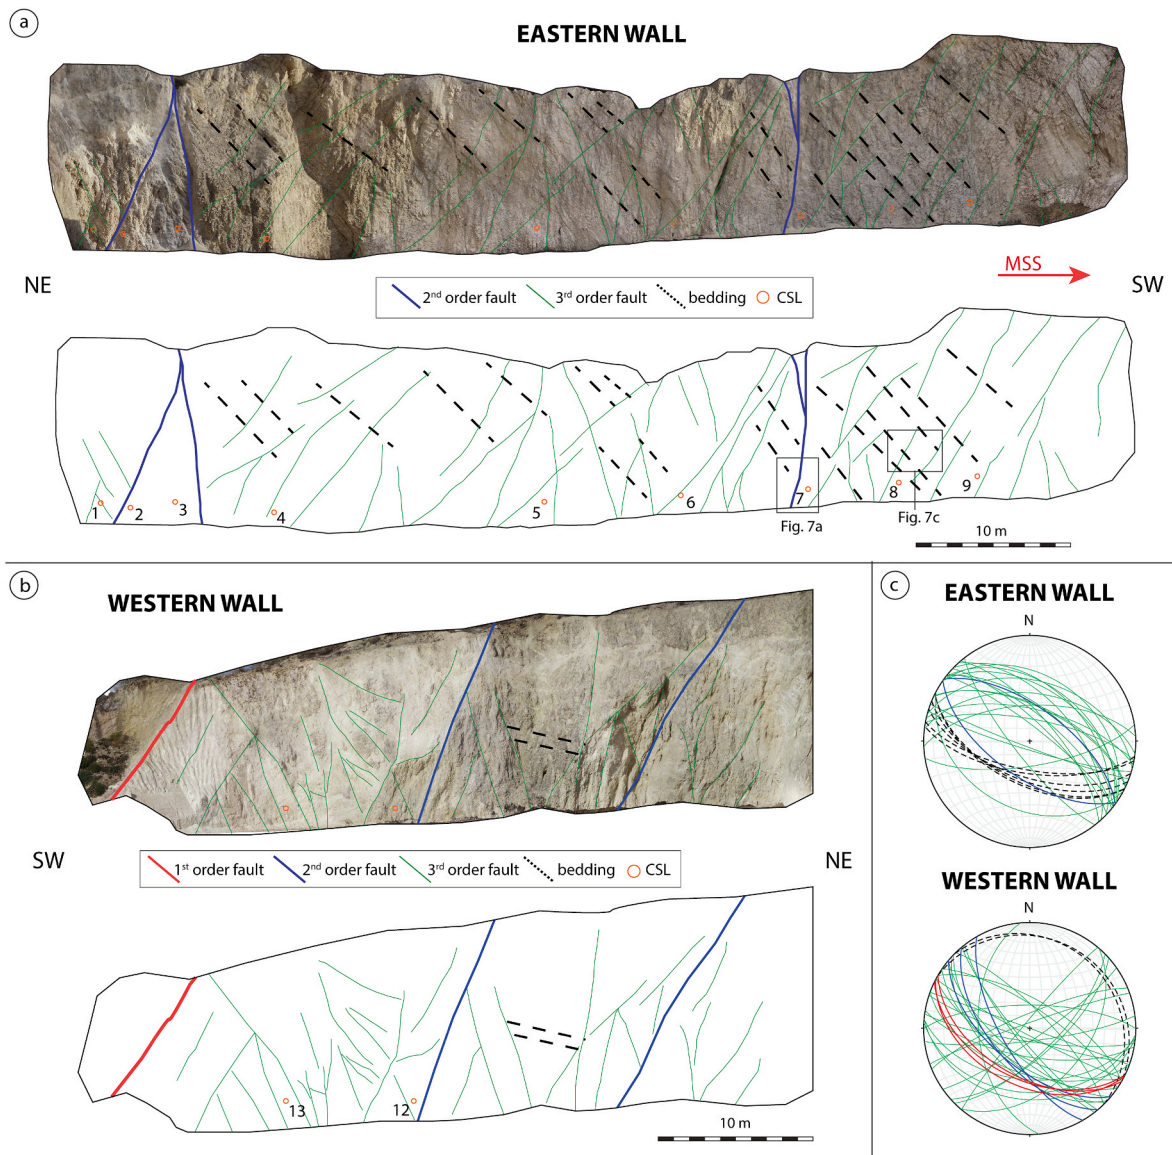 a
EASTERN WALL
NE
MSS
SW
2nd order fault
3rd order fault
bedding
CSL
1
2
3
4
5
6
7
8
9
Fig. 7a
Fig. 7c
10 m
b
WESTERN WALL
SW
NE
1st order fault
2nd order fault
3rd order fault
bedding
CSL
13
12
10 m
c
EASTERN WALL
N
WESTERN WALL
N